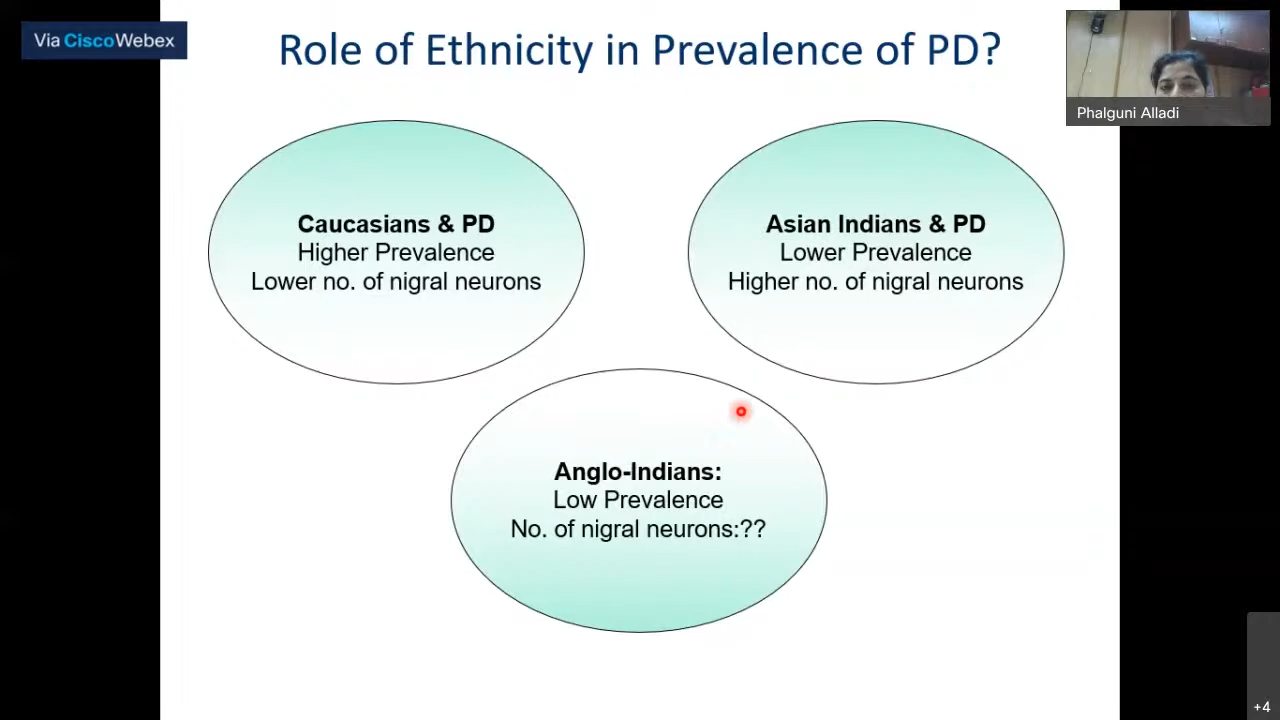 Via CiscoWebex
Role of Ethnicity in Prevalence of PD?
Phalguni Alladi
Caucasians & PD
Higher Prevalence
Lower no. of nigral neurons
Asian Indians & PD
Lower Prevalence
Higher no. of nigral neurons
Anglo-Indians:
Low Prevalence
No. of nigral neurons:??
+4